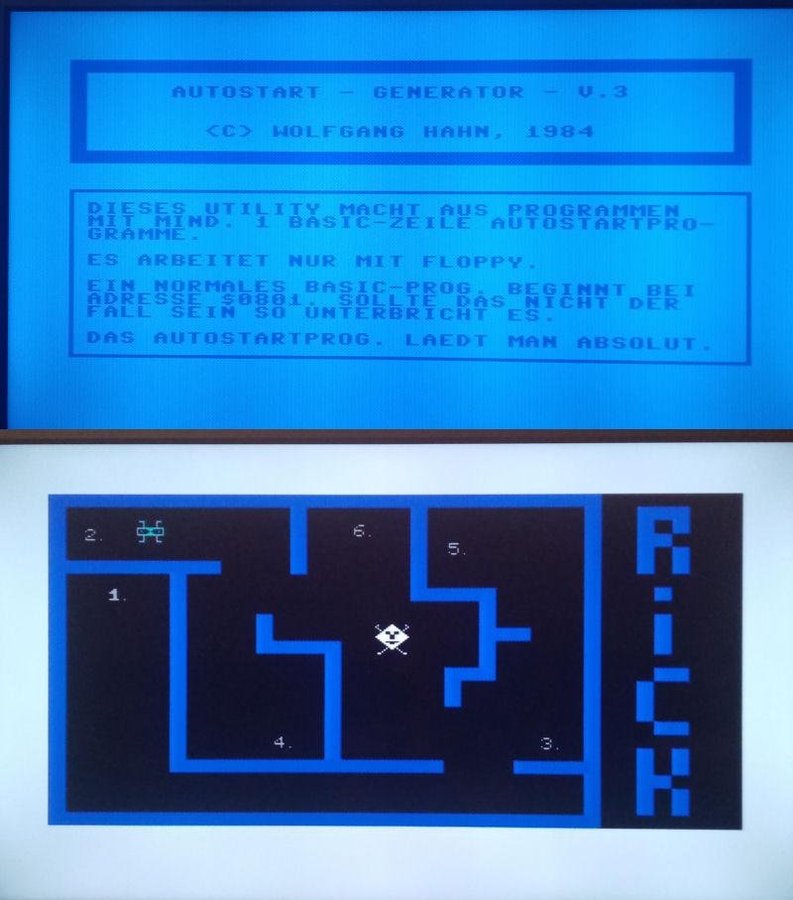 AUTOSTART - GENERATOR - V.3
<C> WOLFGANG HAHN, 1984
DIESES UTILITY MACHT AUS PROGRAMMEN
MIT MIND. 1 BASIC-ZEILE AUTOSTARTPRO-
GRAMME.
ES ARBEITET NUR MIT FLOPPY.
EIN NORMALES BASIC-PROG. BEGINNT BEI
ADRESSE $0801. SOLLTE DAS NICHT DER
FALL SEIN SO UNTERBRICHT ES.
DAS AUTOSTARTPROG. LAEDT MAN ABSOLUT.
2.
6.
5.
1.
4.
3.
RiCK